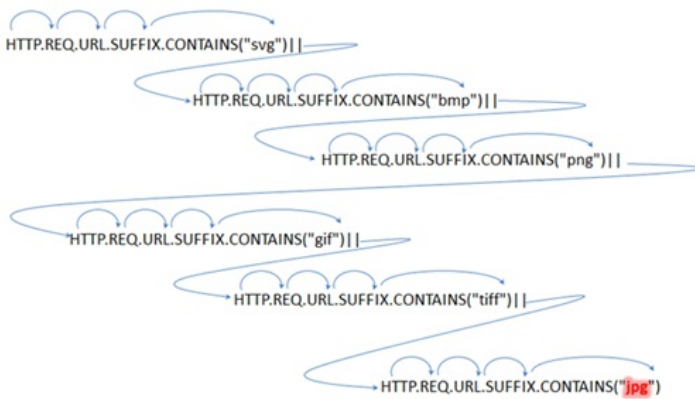 HTTP.REQ.URL.SUFFIX.CONTAINS("svg")||
HTTP.REQ.URL.SUFFIX.CONTAINS("bmp")||
HTTP.REQ.URL.SUFFIX.CONTAINS("png")||
HTTP.REQ.URL.SUFFIX.CONTAINS("gif")||
HTTP.REQ.URL.SUFFIX.CONTAINS("tiff")||
HTTP.REQ.URL.SUFFIX.CONTAINS("jpg")